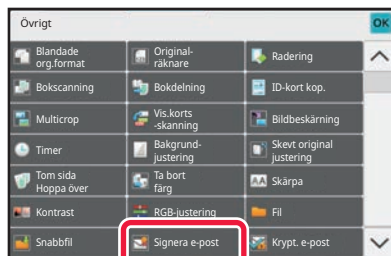 Övrigt
OK
Blandade
org.format
Original-
räknare
Radering
Bokscanning
Bokdelning
ID-kort kop.
Multicrop
Vis.korts
-skanning
Bildbeskärning
Timer
Bakgrund-
justering
Skevt original
justering
Tom sida
Hoppa över
Ta bort
färg
AA Skärpa
Kontrast
RGB-justering
Fil
Snabbfil
Signera e-post
Krypt. e-post